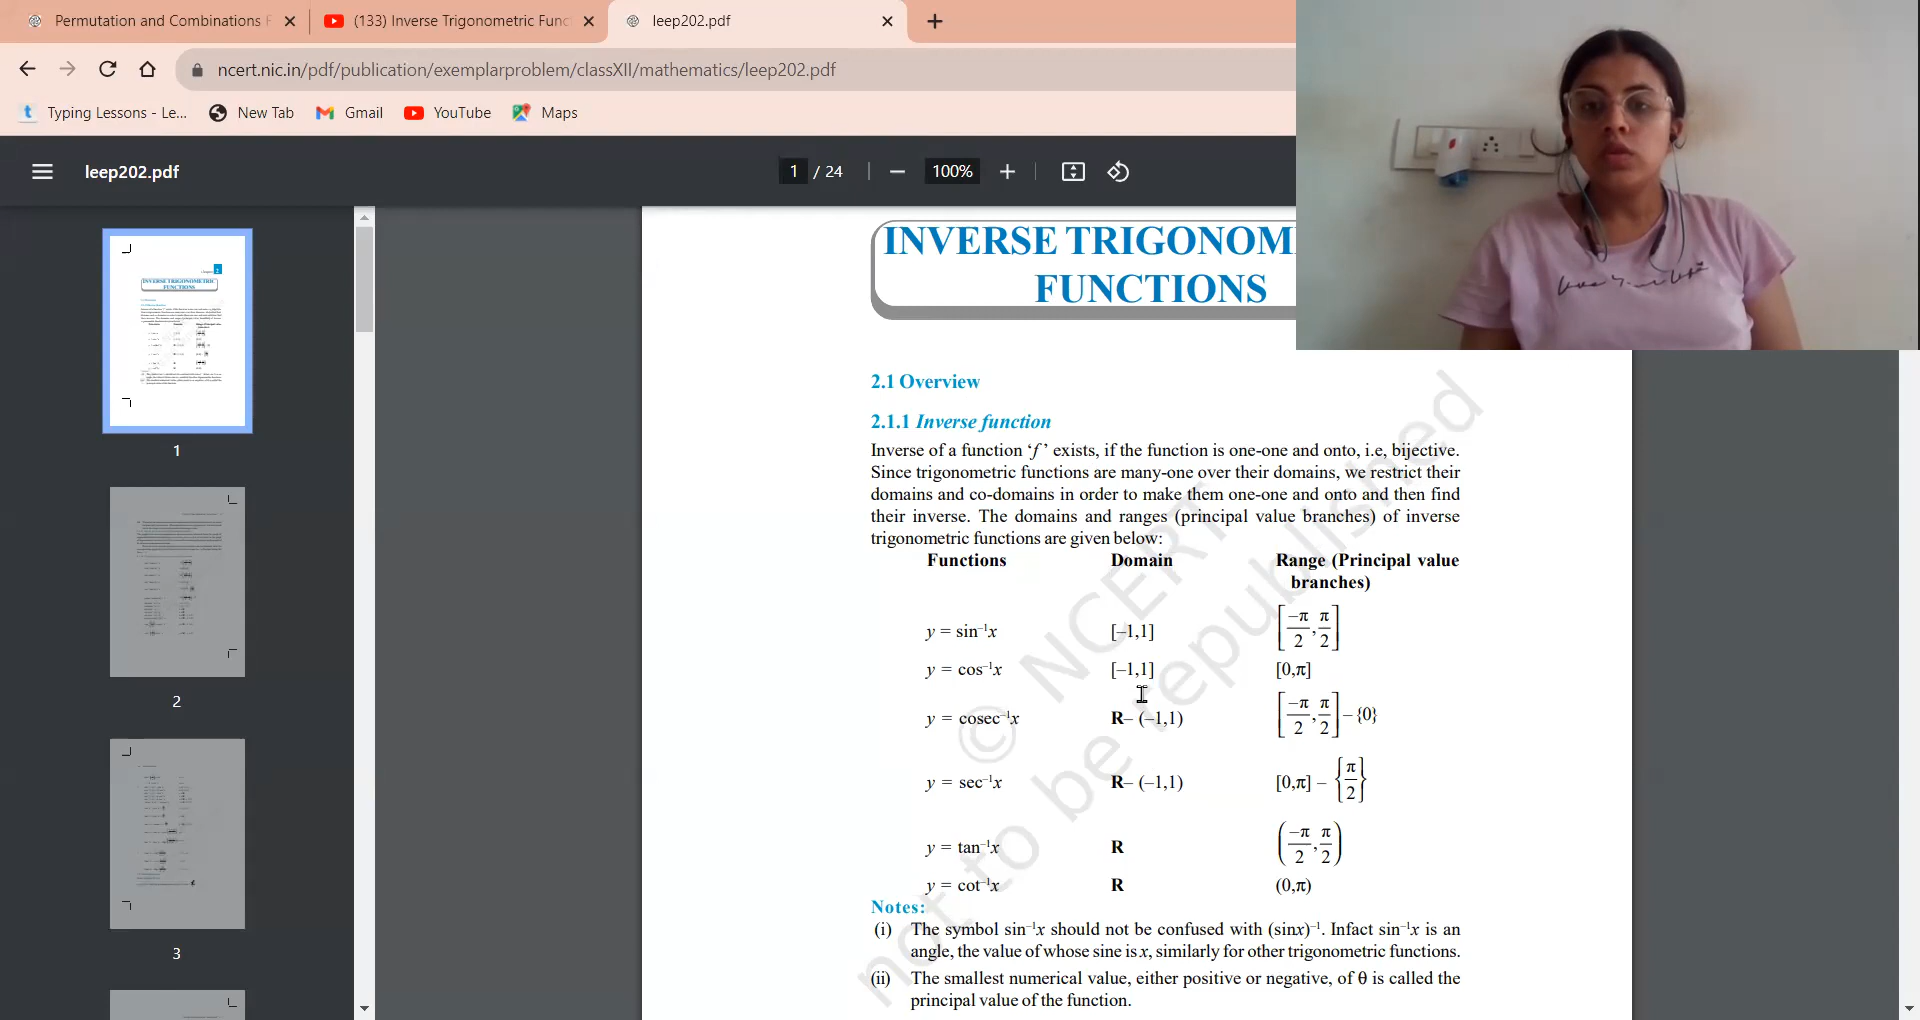 Permutation and Combinations F
(133) Inverse Trigonometric Func
leep202.pdf
ncert.nic.in/pdf/publication/exemplarproblem/classXII/mathematics/leep202.pdf
Typing Lessons - Le...
New Tab
Gmail
YouTube
Maps
leep202.pdf
1 / 24
100%
1
2
3
INVERSE TRIGONOM
FUNCTIONS
2.1 Overview
2.1.1 Inverse function
Inverse of a function ‘f’ exists, if the function is one-one and onto, i.e, bijective.
Since trigonometric functions are many-one over their domains, we restrict their
domains and co-domains in order to make them one-one and onto and then find
their inverse. The domains and ranges (principal value branches) of inverse
trigonometric functions are given below:
Functions Domain Range (Principal value
branches)
y = sin⁻¹x [–1,1] [–π/2, π/2]
y = cos⁻¹x [–1,1] [0,π]
y = cosec⁻¹x R– (–1,1) [–π/2, π/2] – {0}
y = sec⁻¹x R– (–1,1) [0,π] – {π/2}
y = tan⁻¹x R (–π/2, π/2)
y = cot⁻¹x R (0,π)
Notes:
(i) The symbol sin⁻¹x should not be confused with (sinx)⁻¹. Infact sin⁻¹x is an
angle, the value of whose sine is x, similarly for other trigonometric functions.
(ii) The smallest numerical value, either positive or negative, of θ is called the
principal value of the function.
© NCERT
not to be republished